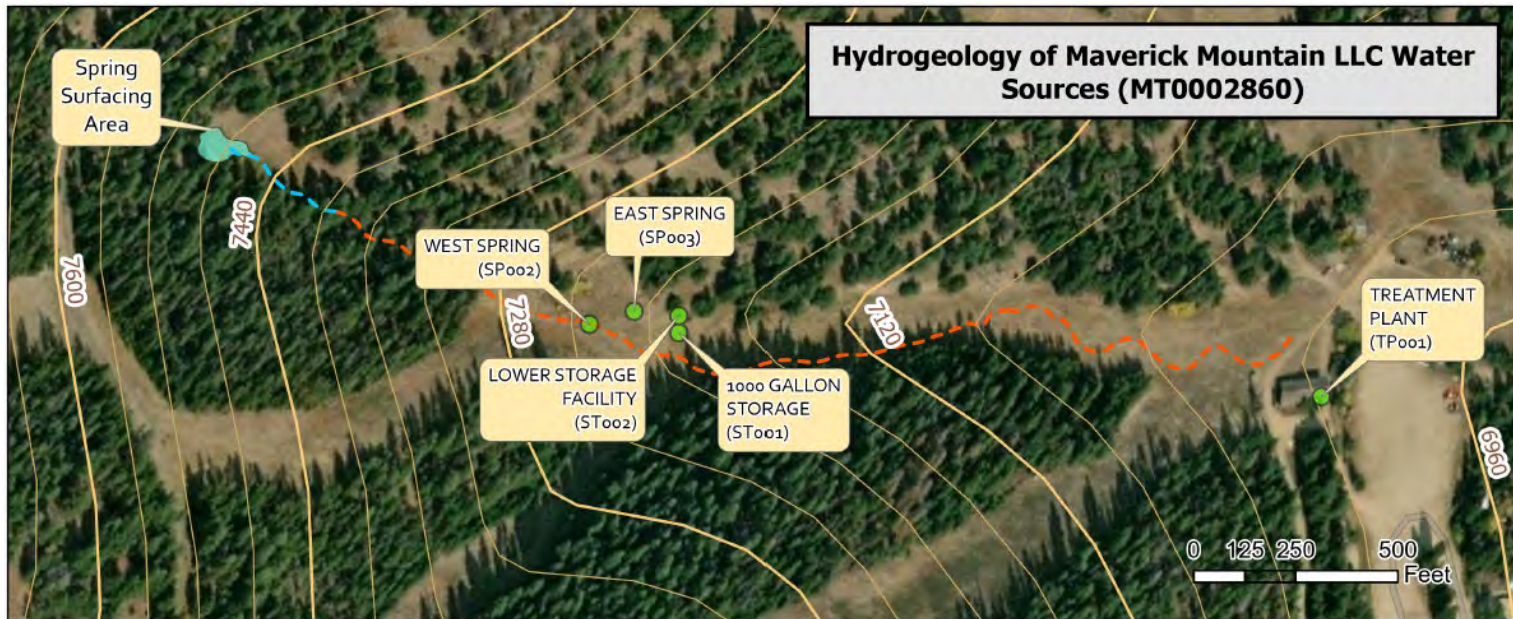 Hydrogeology of Maverick Mountain LLC Water
Sources (MT0002860)
Spring
Surfacing
Area
7440
7600
WEST SPRING
(SP002)
EAST SPRING
(SP003)
7280
7120
LOWER STORAGE
FACILITY
(ST002)
1000 GALLON
STORAGE
(ST001)
TREATMENT
PLANT
(TP001)
6960
0 125 250 500
Feet